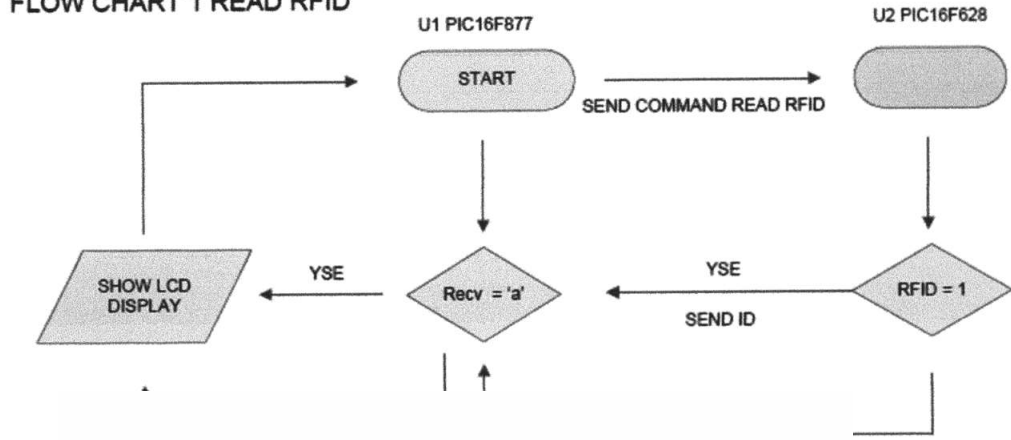 FLOW CHART 1 READ RFID
U1 PIC16F877
U2 PIC16F628
START
SEND COMMAND READ RFID
SHOW LCD
DISPLAY
YSE
Recv = 'a'
YSE
SEND ID
RFID = 1